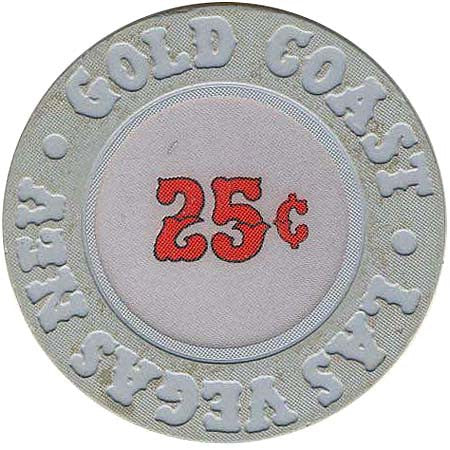 GOLD COAST • LAS VEGAS NEV •
25¢